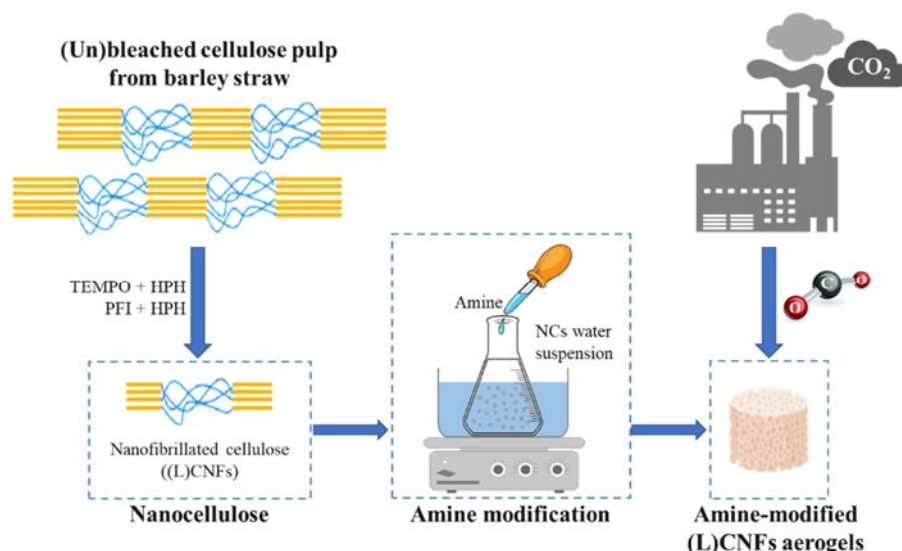 (Un)bleached cellulose pulp
from barley straw
CO2
TEMPO + HPH
PFI + HPH
Amine
NCs water
suspension
C
O
O
Nanofibrillated cellulose
((L)CNFs)
Nanocellulose
Amine modification
Amine-modified
(L)CNFs aerogels